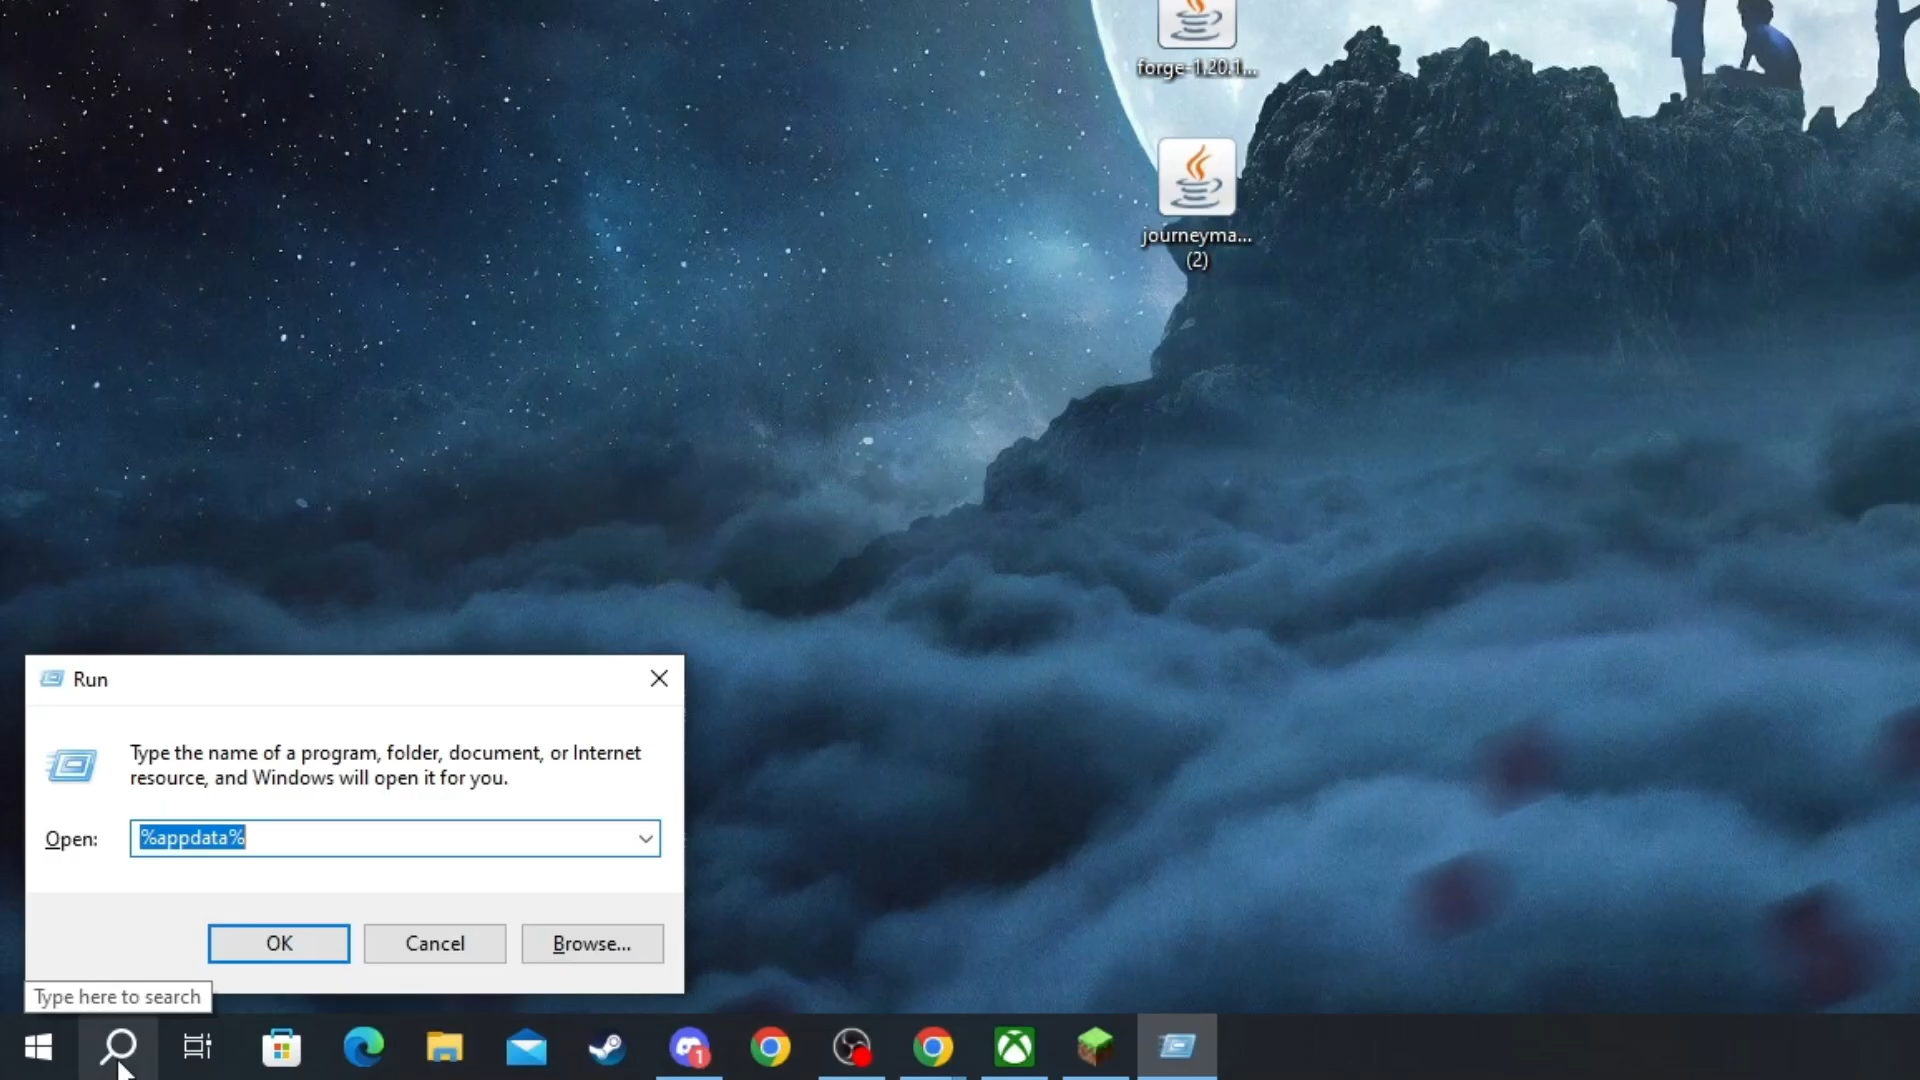 forge-1.20.1...
journeyma...
(2)
Run
Type the name of a program, folder, document, or Internet
resource, and Windows will open it for you.
Open:
%appdata%
OK
Cancel
Browse...
Type here to search
1